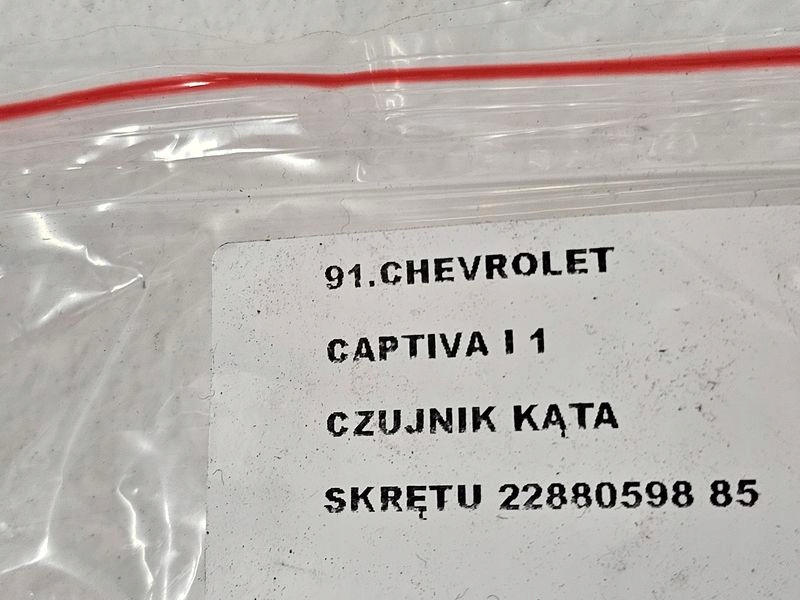 91.CHEVROLET
CAPTIVA I 1
CZUJNIK KĄTA
SKRĘTU 22880598 85